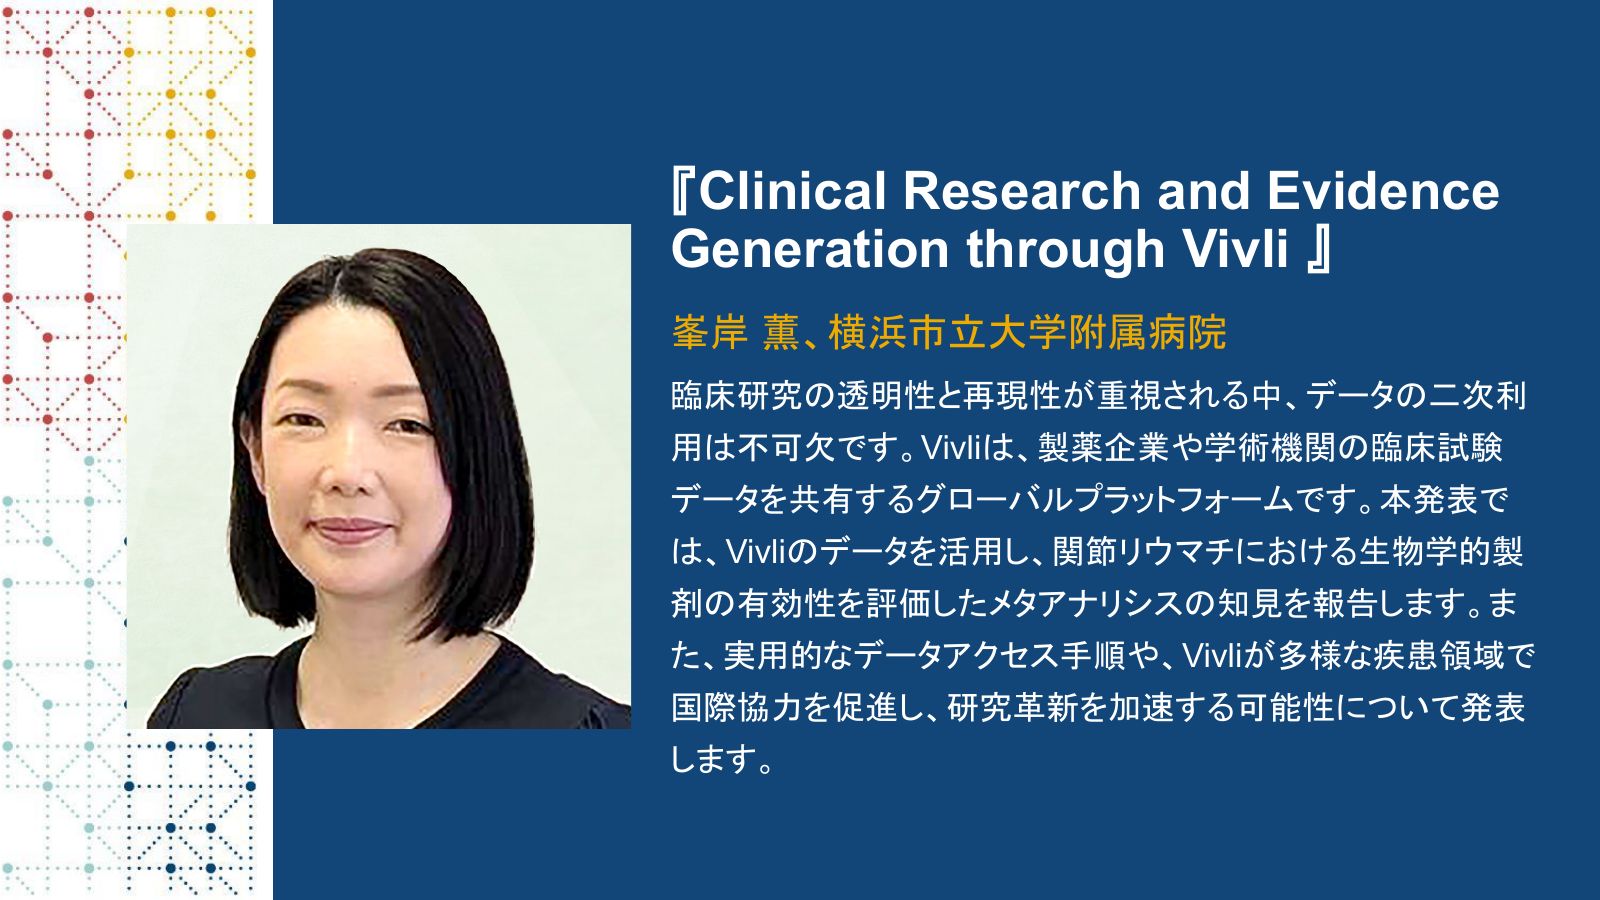 『Clinical Research and Evidence
Generation through Vivli 』
峯岸 薫、横浜市立大学附属病院
臨床研究の透明性と再現性が重視される中、データの二次利
用は不可欠です。Vivliは、製薬企業や学術機関の臨床試験
データを共有するグローバルプラットフォームです。本発表で
は、Vivliのデータを活用し、関節リウマチにおける生物学的製
剤の有効性を評価したメタアナリシスの知見を報告します。ま
た、実用的なデータアクセス手順や、Vivliが多様な疾患領域で
国際協力を促進し、研究革新を加速する可能性について発表
します。